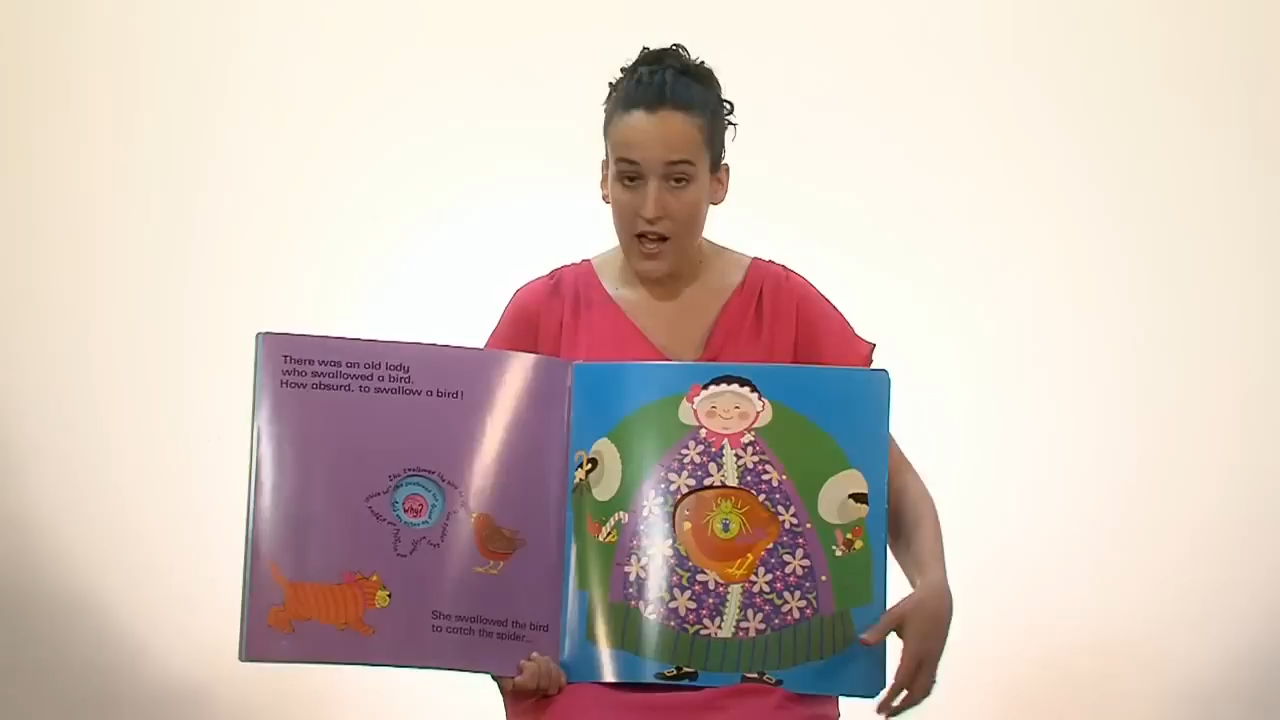 There was an old lady
who swallowed a bird.
How absurd, to swallow a bird!
Why?
She swallowed the bird
to catch the spider...